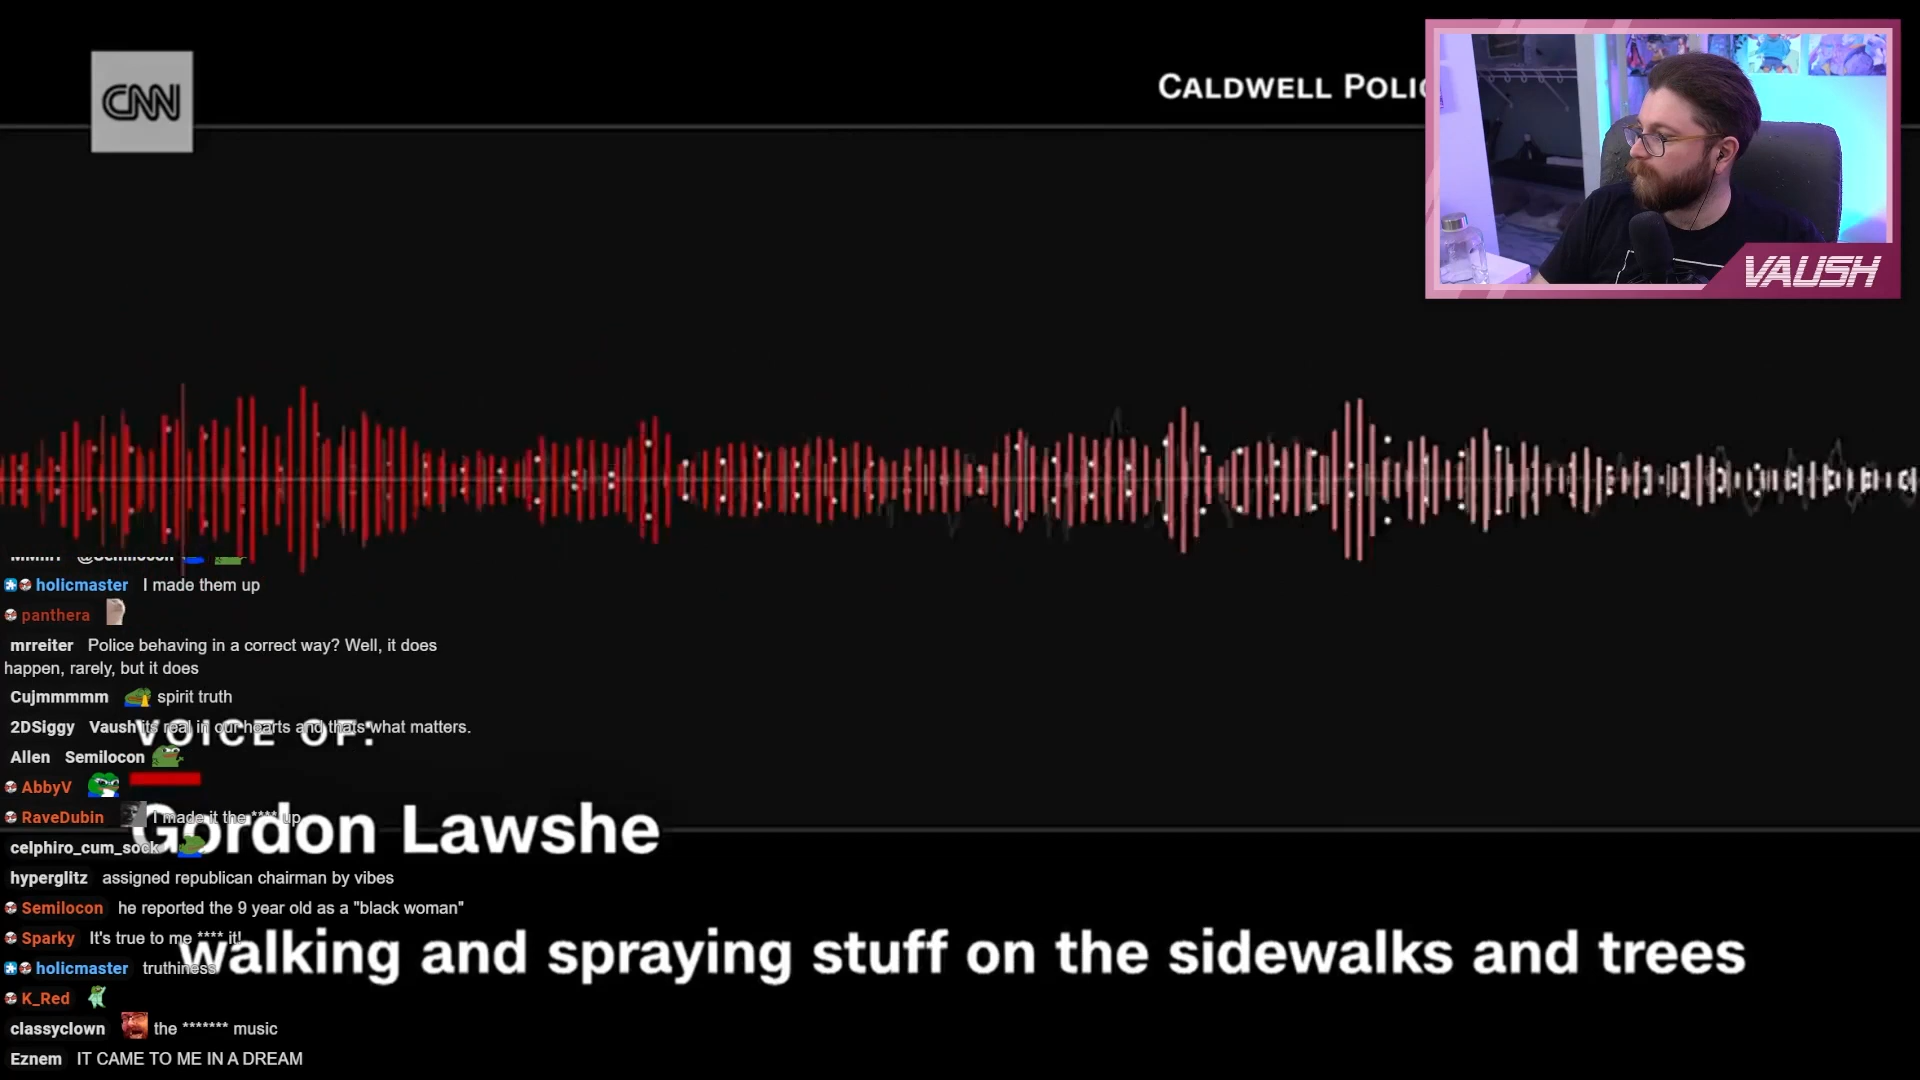 CNN
CALDWELL POLIC
VAUSH
@Semilocon
holicmaster I made them up
panthera
mrreiter Police behaving in a correct way? Well, it does
happen, rarely, but it does
Cujmmmmm spirit truth
2DSiggy Vaush its real in our hearts and thats what matters.
VOICE OF:
Allen Semilocon
AbbyV
RaveDubin I made it the **** up
Gordon Lawshe
celphiro_cum_sock
hyperglitz assigned republican chairman by vibes
Semilocon he reported the 9 year old as a "black woman"
Sparky It's true to me **** it!
walking and spraying stuff on the sidewalks and trees
holicmaster truthiness
K_Red
classyclown the ******* music
Eznem IT CAME TO ME IN A DREAM